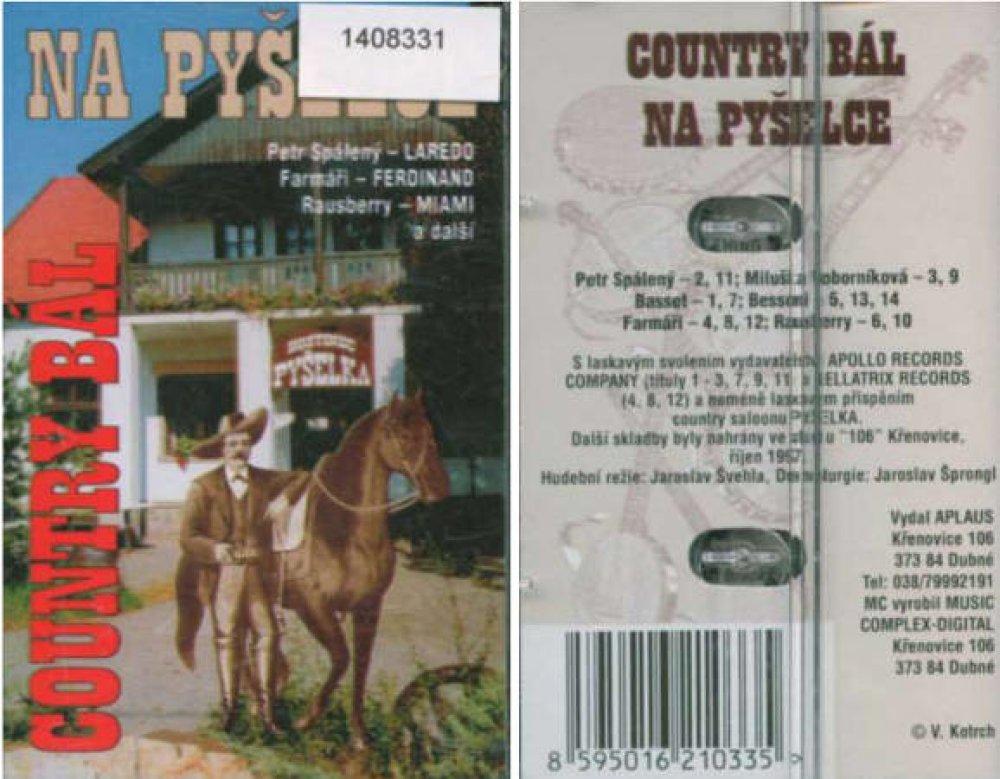 NA PYŠ
1408331
Petr Spálený – LAREDO
Farmáři – FERDINAND
Rausberry – MIAMI
a další
COUNTRY BÁL
PYŠELKA
COUNTRY BÁL
NA PYŠELCE
Petr Spálený – 2, 11; Miluš oborníková – 3, 9
Basset – 1, 7; Bessoni – 5, 13, 14
Farmáři – 4, 8, 12; Rausberry – 6, 10
S laskavým svolením vydavatelství APOLLO RECORDS
COMPANY (tituly 1 - 3, 7, 9, 11) a BELLATRIX RECORDS
(4, 8, 12) a neméně laskavým přispěním
country saloonu PYŠELKA.
Další skladby byly nahrány ve studiu "106" Křenovice,
říjen 1997.
Hudební režie: Jaroslav Švehla, Dramaturgie: Jaroslav Šprongl
Vydal APLAUS
Křenovice 106
373 84 Dubné
Tel: 038/79992191
MC vyrobil MUSIC
COMPLEX-DIGITAL
Křenovice 106
373 84 Dubné
© V. Kotrch
8 595016 210335 >